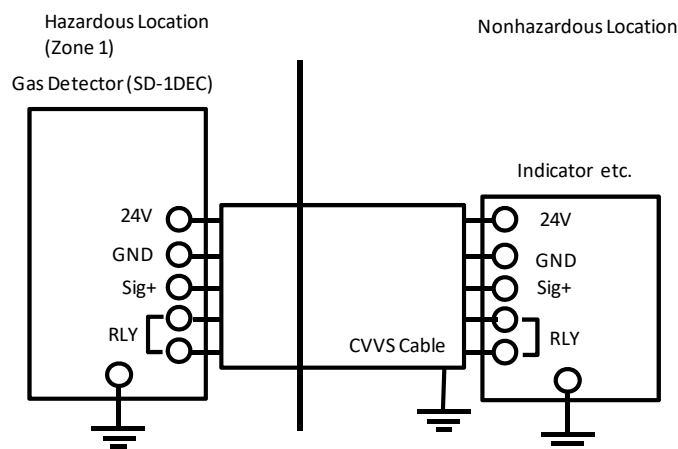 Hazardous Location
(Zone 1)
Nonhazardous Location
Gas Detector (SD-1DEC)
Indicator etc.
24V
GND
Sig+
RLY
CVVS Cable
24V
GND
Sig+
RLY